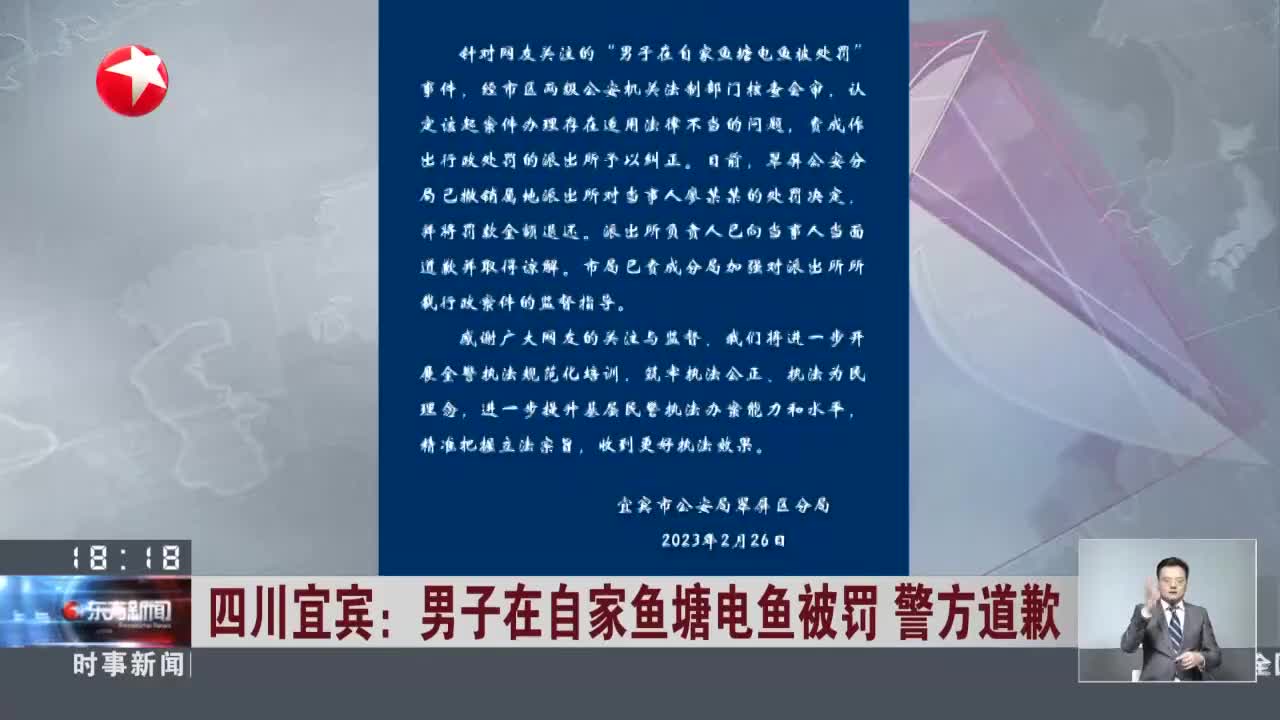 针对网友关注的“男子在自家鱼塘电鱼被处罚”
事件，经市区两级公安机关法制部门核查会审，认
定该起案件办理存在适用法律不当的问题，责成作
出行政处罚的派出所予以纠正。日前，翠屏公安分
局已撤销属地派出所对当事人廖某某的处罚决定，
并将罚款全额退还。派出所负责人已向当事人当面
道歉并取得谅解。市局已责成分局加强对派出所所
裁行政案件的监督指导。
感谢广大网友的关注与监督，我们将进一步开
展全警执法规范化培训，筑牢执法公正、执法为民
理念，进一步提升基层民警执法办案能力和水平，
精准把握立法宗旨，收到更好执法效果。
宜宾市公安局翠屏区分局
2023年2月26日
18:18
东方新闻
四川宜宾：男子在自家鱼塘电鱼被罚 警方道歉
时事新闻